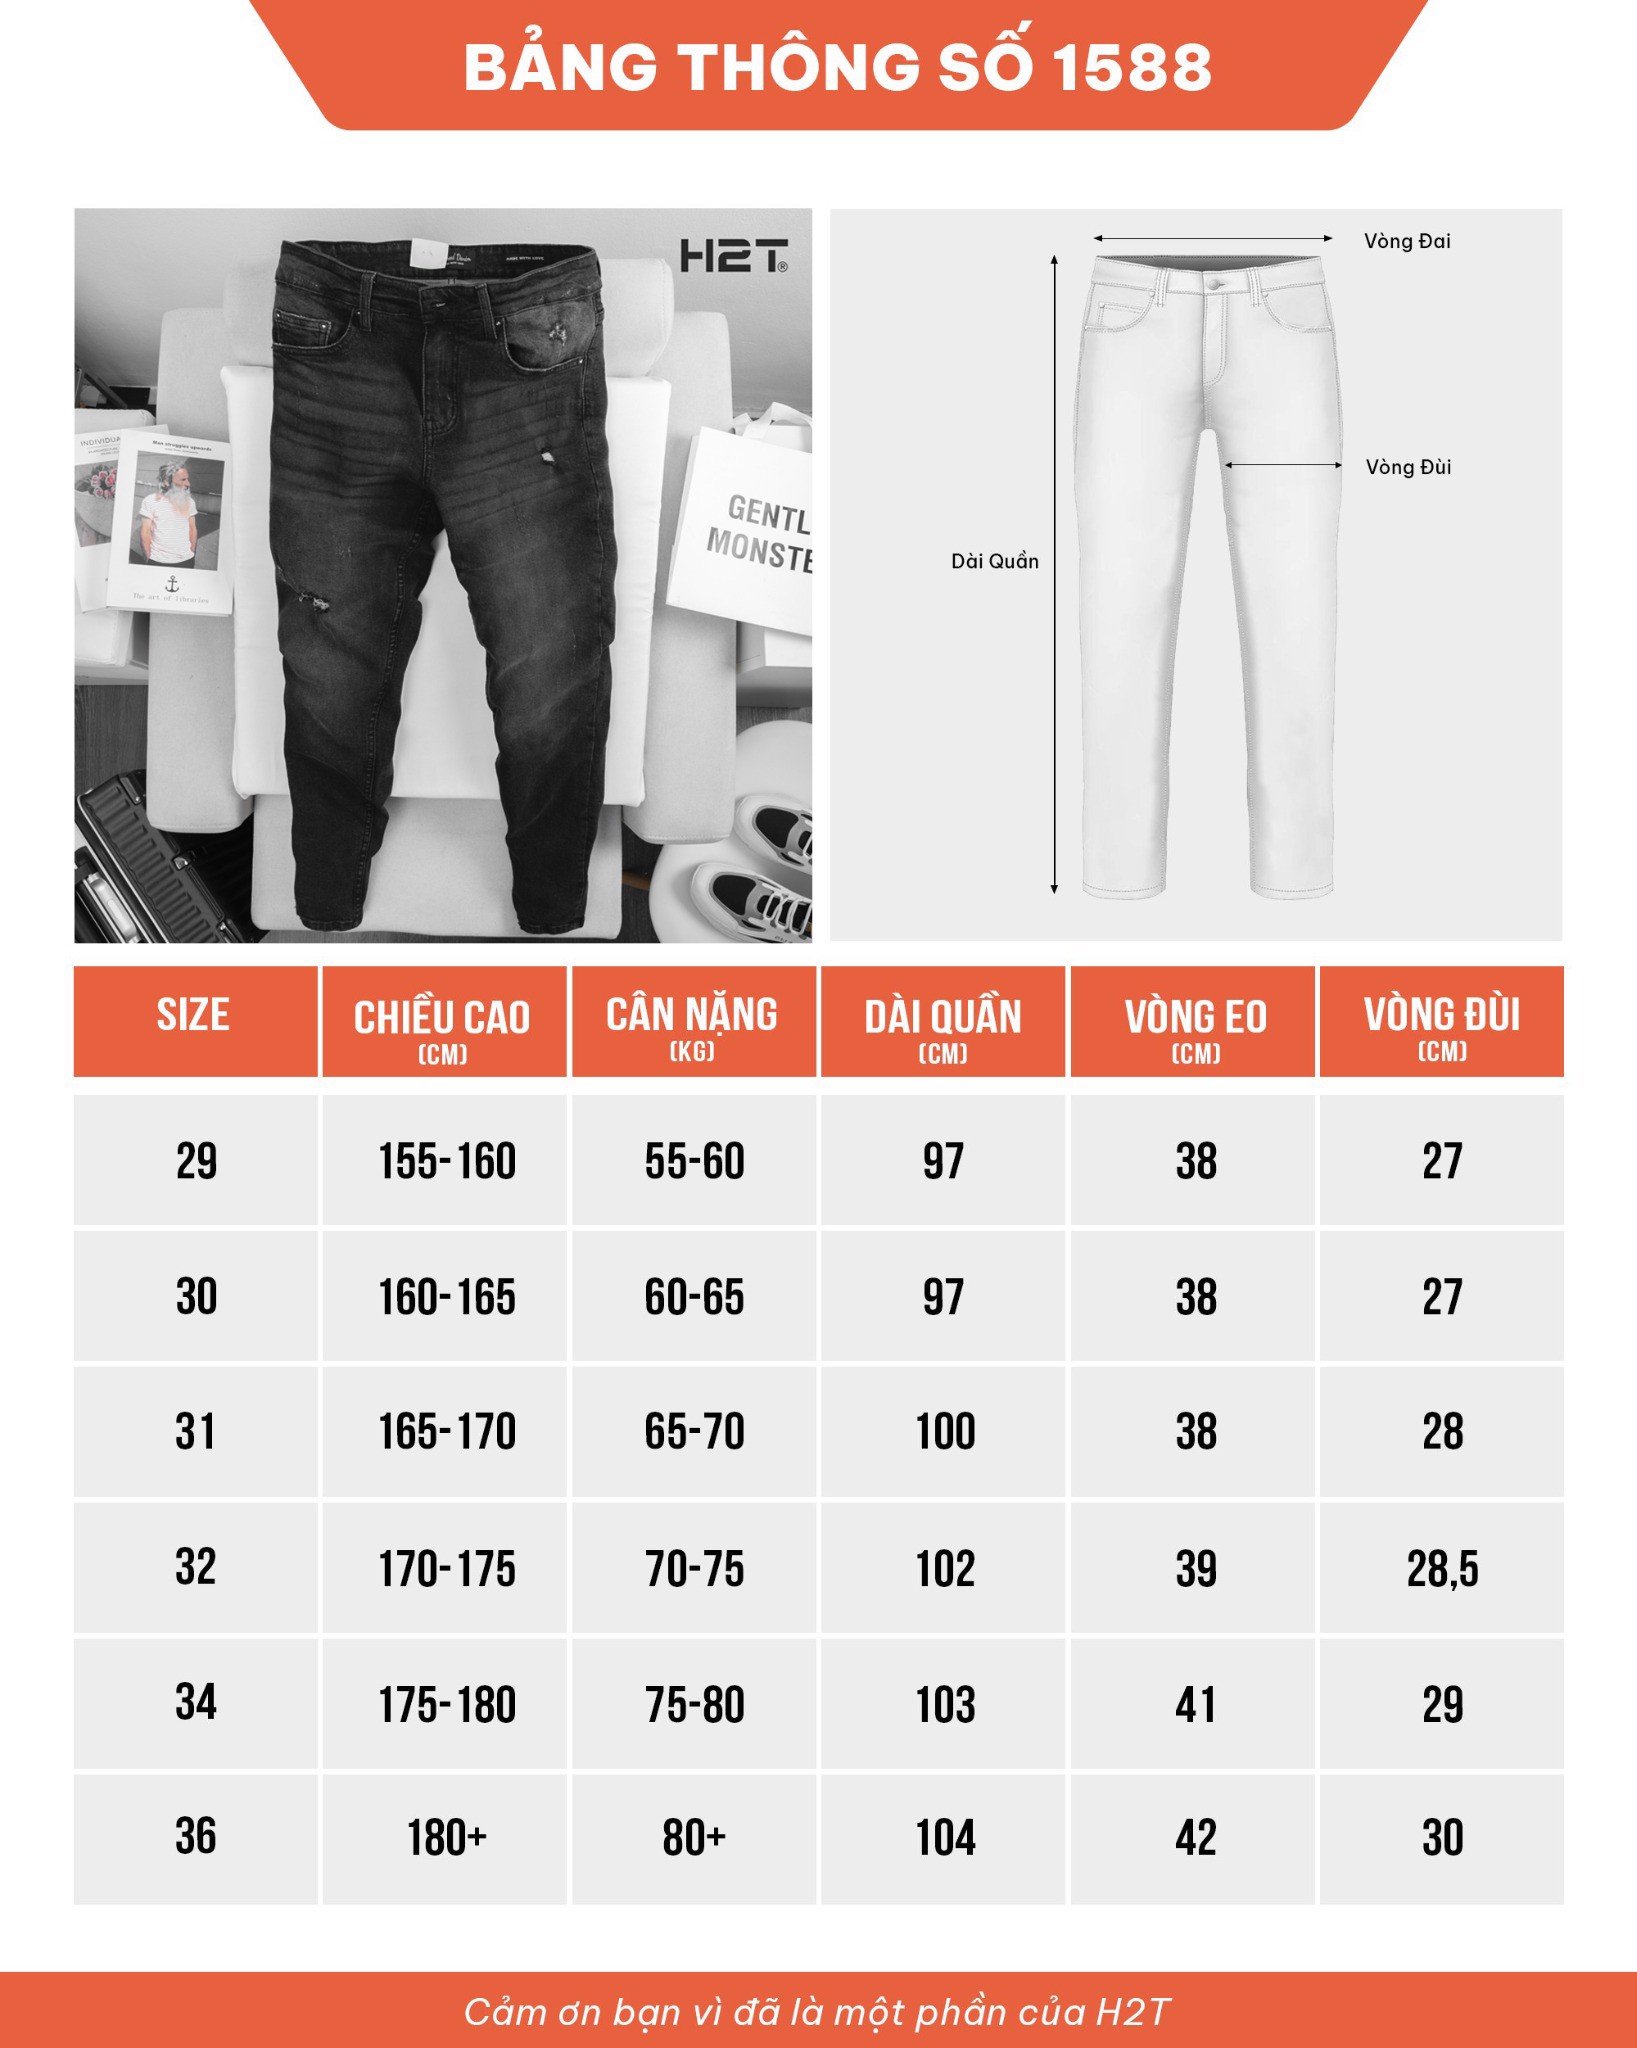 BẢNG THÔNG SỐ 1588
H2T®
MADE WITH LOVE
INDIVIDUA
Man struggles upwards
The art of libraries
GENTL
MONSTE
Vòng Đai
Vòng Đùi
Dài Quần
SIZE CHIỀU CAO (CM) CÂN NẶNG (KG) DÀI QUẦN (CM) VÒNG EO (CM) VÒNG ĐÙI (CM)
29 155-160 55-60 97 38 27
30 160-165 60-65 97 38 27
31 165-170 65-70 100 38 28
32 170-175 70-75 102 39 28,5
34 175-180 75-80 103 41 29
36 180+ 80+ 104 42 30
Cảm ơn bạn vì đã là một phần của H2T